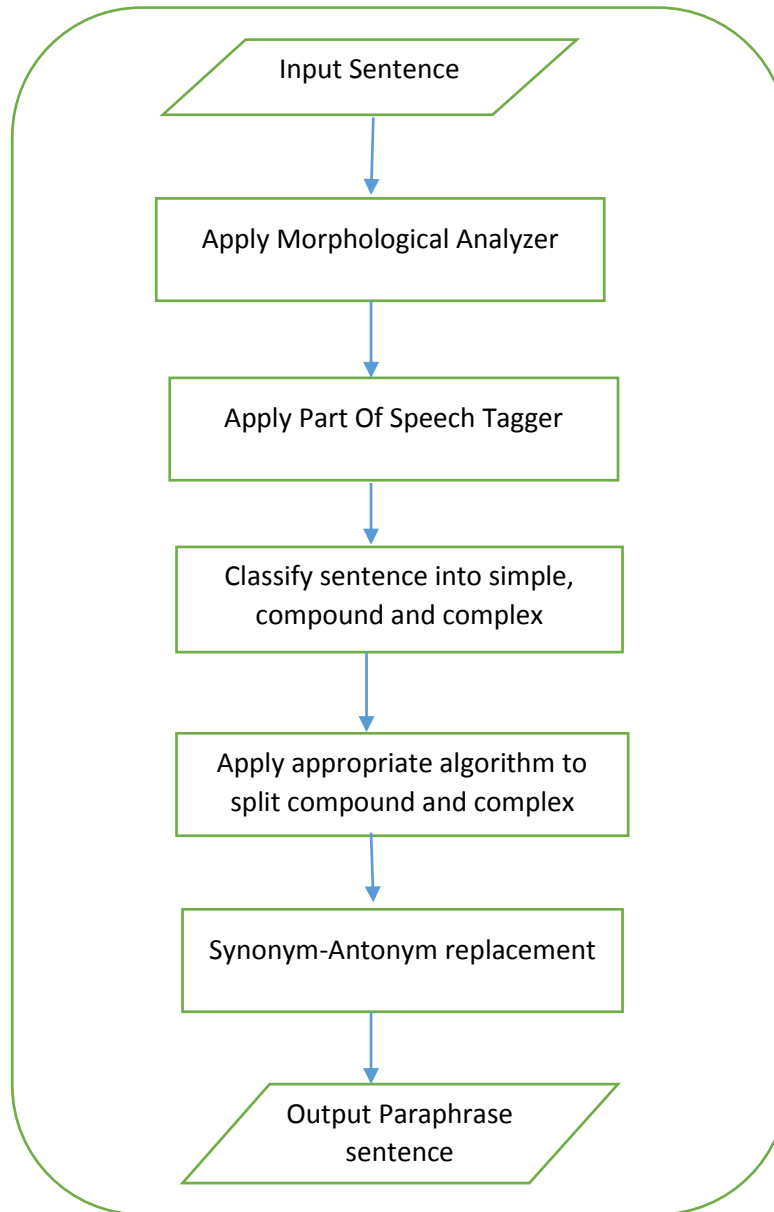 Input Sentence
Apply Morphological Analyzer
Apply Part Of Speech Tagger
Classify sentence into simple,
compound and complex
Apply appropriate algorithm to
split compound and complex
Synonym-Antonym replacement
Output Paraphrase
sentence